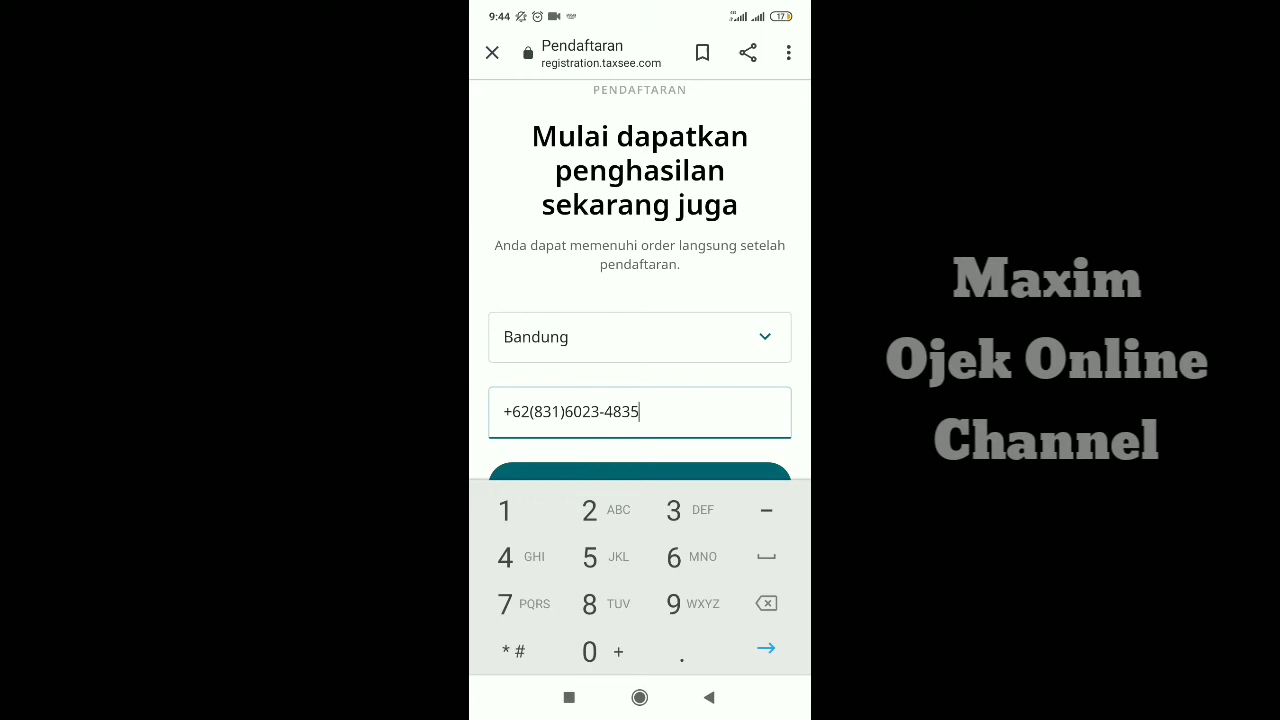 9:44
17
Pendaftaran
registration.taxsee.com
PENDAFTARAN
Mulai dapatkan
penghasilan
sekarang juga
Anda dapat memenuhi order langsung setelah
pendaftaran.
Bandung
+62(831)6023-4835
1 2 ABC 3 DEF -
4 GHI 5 JKL 6 MNO
7 PQRS 8 TUV 9 WXYZ
* # 0 + .
Maxim
Ojek Online
Channel